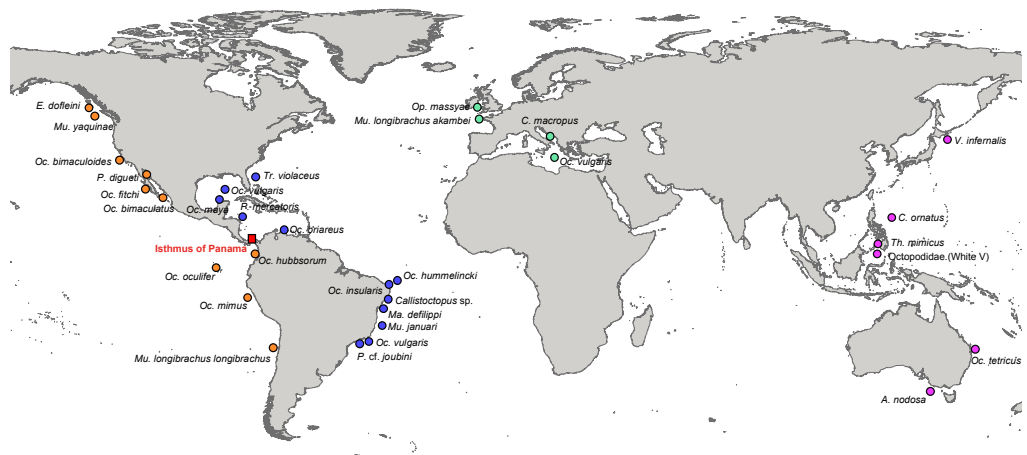 E. dofleini
Mu. yaquinae
Oc. bimaculoides
P. digueti
Oc. fitchi
Oc. bimaculatus
Tr. violaceus
Oc. vulgaris
Oc. maya
P. mercatoris
Oc. briareus
Isthmus of Panama
Oc. hubbsorum
Oc. oculifer
Oc. mimus
Mu. longibrachus longibrachus
Oc. hummelincki
Oc. insularis
Callistoctopus sp.
Ma. defilippi
Mu. januari
Oc. vulgaris
P. cf. joubini
Op. massyae
Mu. longibrachus akambei
C. macropus
Oc. vulgaris
V. infernalis
C. ornatus
Th. mimicus
Octopodidae.(White V)
Oc. tetricus
A. nodosa